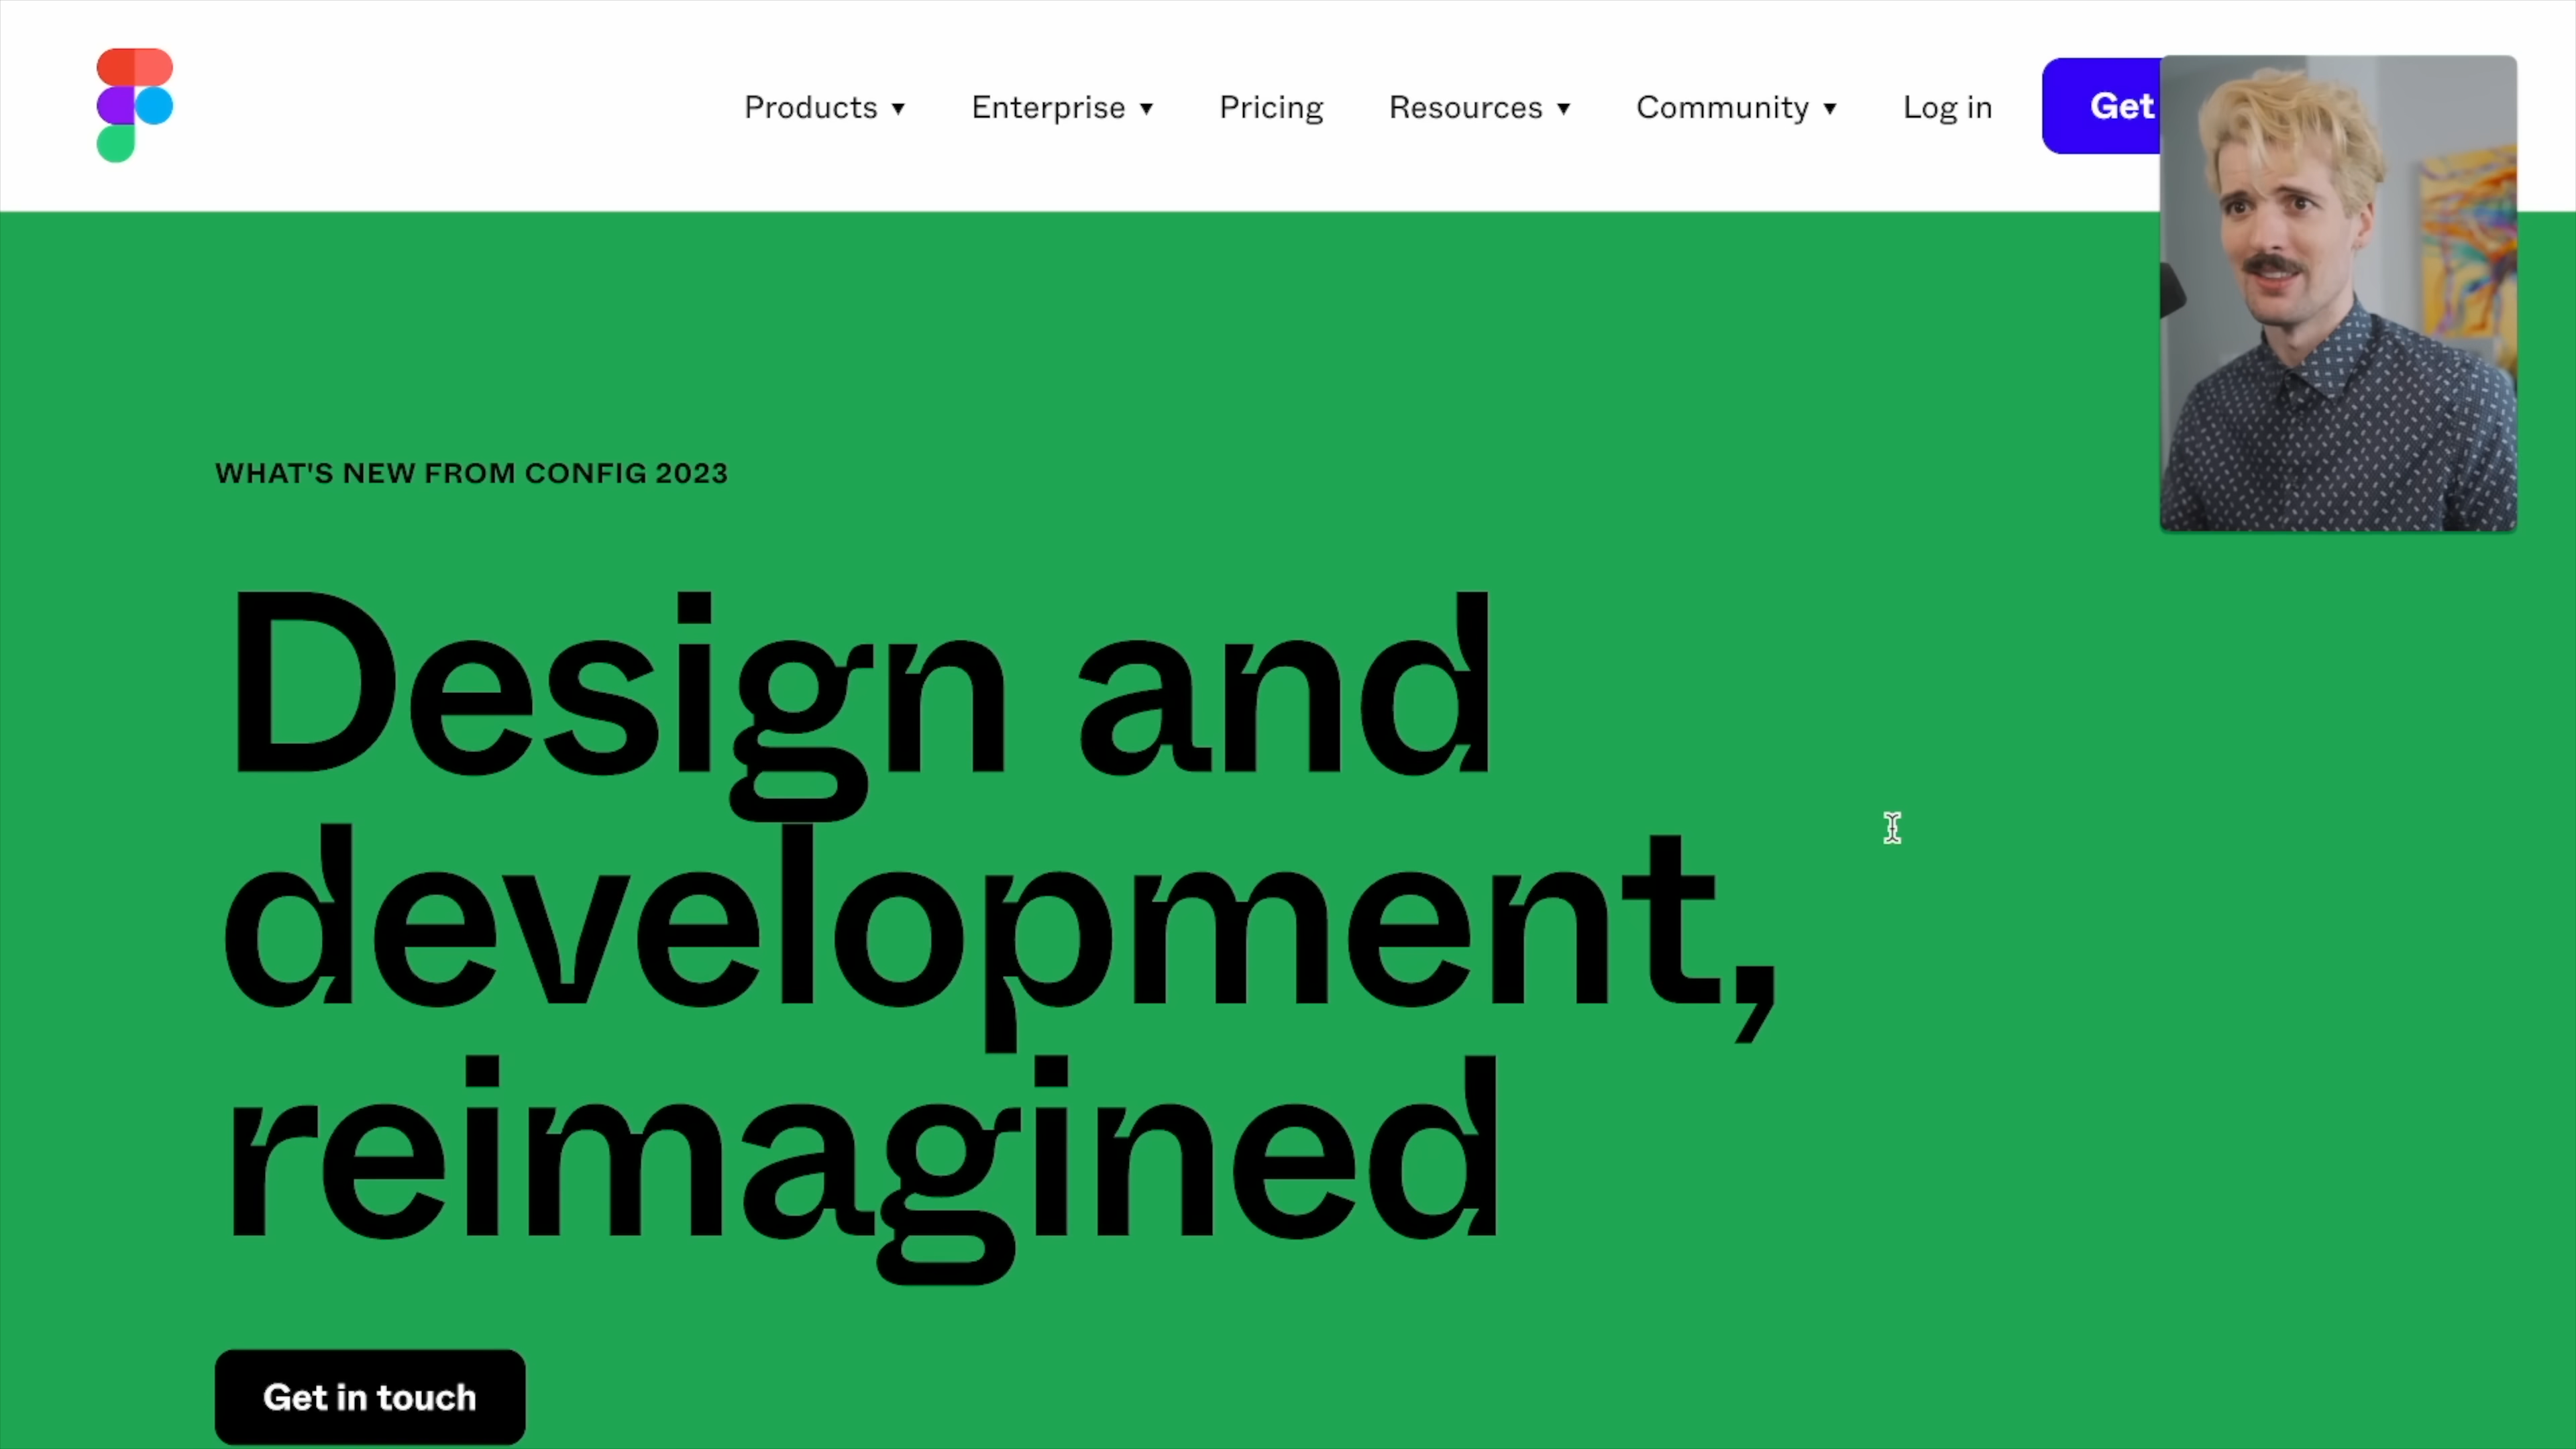 Products ▼ Enterprise ▼ Pricing Resources ▼ Community ▼ Log in Get
WHAT'S NEW FROM CONFIG 2023
Design and
development,
reimagined
Get in touch